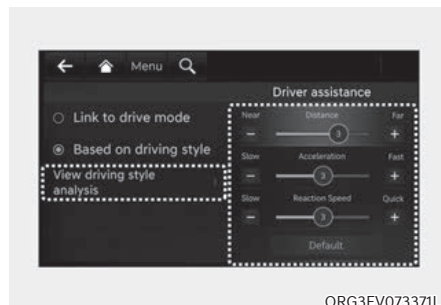 Menu
Driver assistance
Link to drive mode
Based on driving style
View driving style
analysis
Near Distance Far
− 3 +
Slow Acceleration Fast
− 3 +
Slow Reaction Speed Quick
− 3 +
Default
ORG3EV073371L